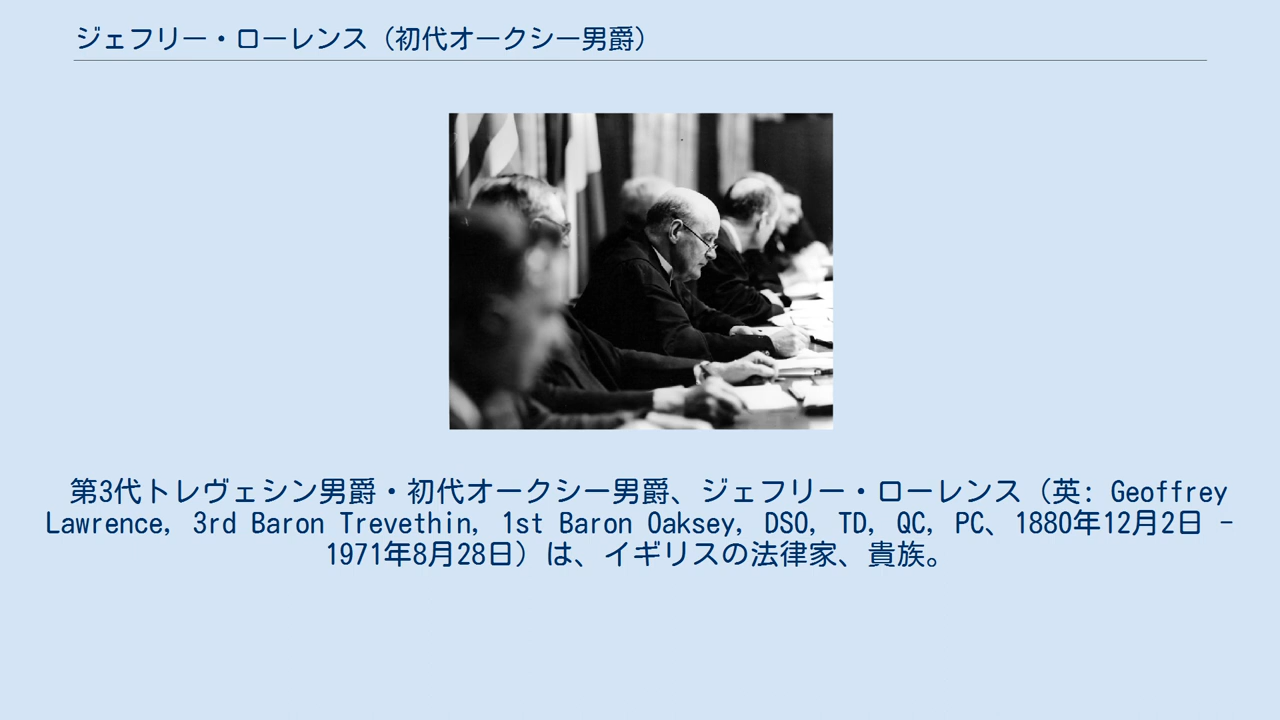 ジェフリー・ローレンス（初代オークシー男爵）
第3代トレヴェシン男爵・初代オークシー男爵、ジェフリー・ローレンス（英: Geoffrey
Lawrence, 3rd Baron Trevethin, 1st Baron Oaksey, DSO, TD, QC, PC、1880年12月2日 -
1971年8月28日）は、イギリスの法律家、貴族。